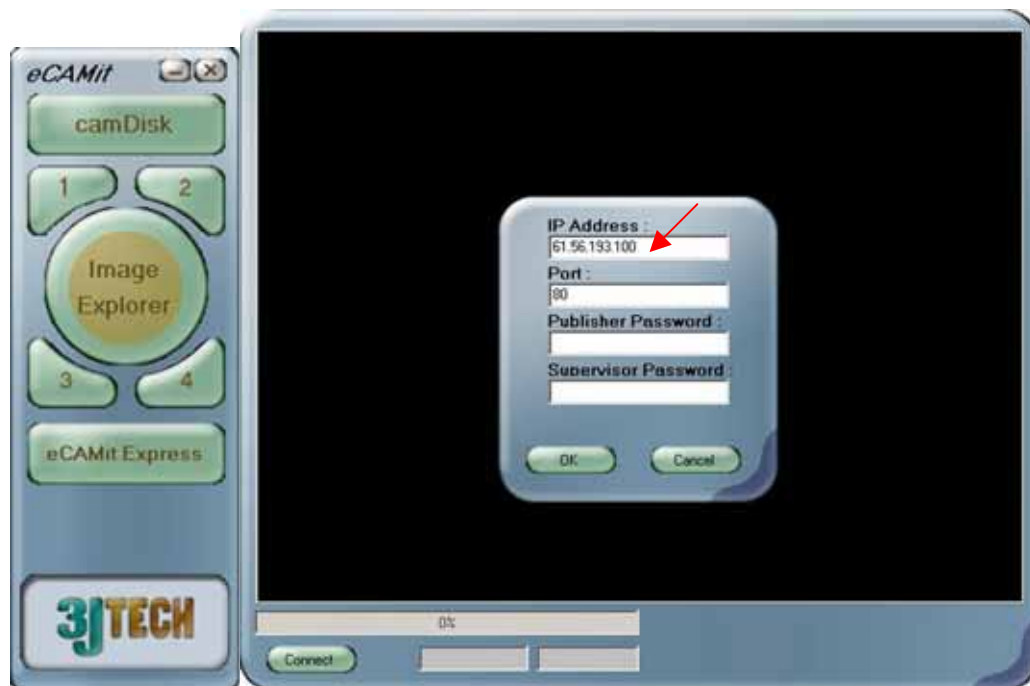 eCAMit
camDisk
1
2
Image
Explorer
3
4
eCAMit Express
3JTECH
IP Address :
61.56.193.100
Port :
80
Publisher Password :
Supervisor Password :
OK
Cancel
0%
Connect